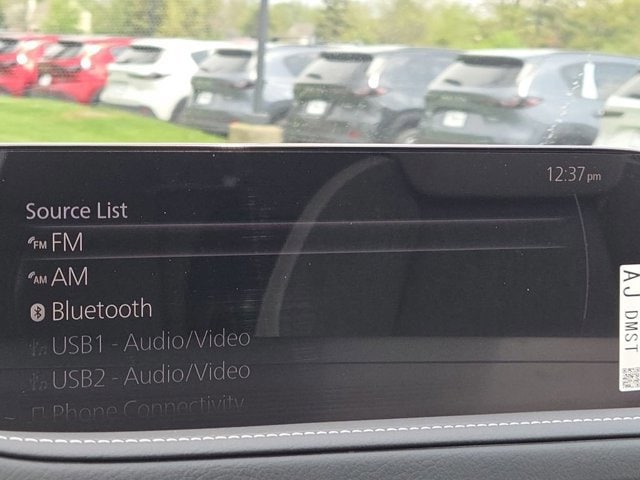 12:37 pm
Source List
FM FM
AM AM
Bluetooth
USB1 - Audio/Video
USB2 - Audio/Video
Phone Connectivity
AJ DMST